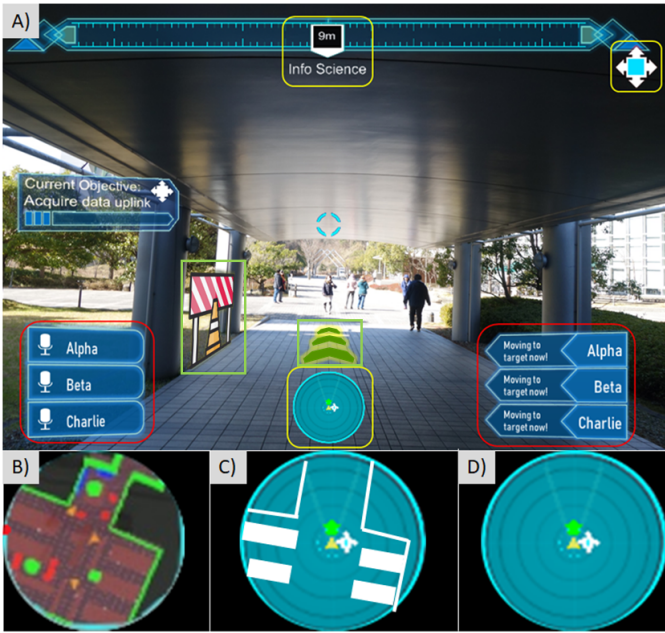 A)
9m
Info Science
Current Objective:
Acquire data uplink
Alpha
Beta
Charlie
Moving to
target now!
Alpha
Moving to
target now!
Beta
Moving to
target now!
Charlie
B)
C)
D)